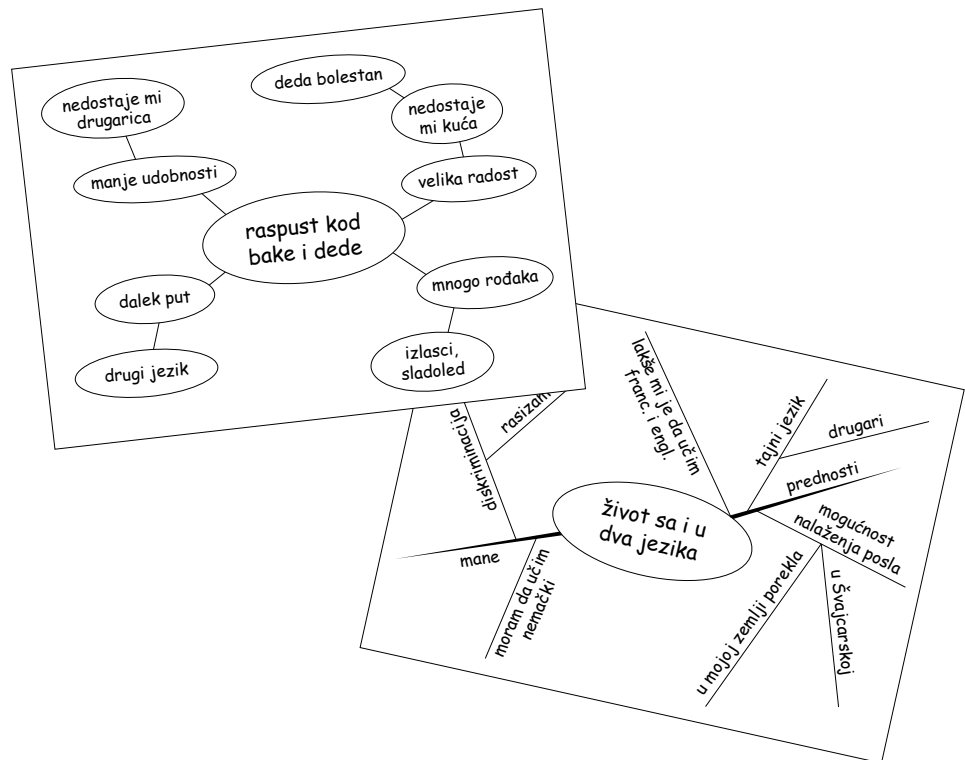 deda bolestan
nedostaje mi
drugarica
nedostaje
mi kuća
manje udobnosti
velika radost
raspust kod
bake i dede
mnogo rođaka
dalek put
izlasci,
sladoled
drugi jezik
diskriminacija
rasizam
lakše mi je da učim
franc. i engl.
tajni jezik
drugari
prednosti
mogućnost
nalaženja posla
život sa i u
dva jezika
mane
moram da učim
nemački
u mojoj zemlji porekla
u Švajcarskoj